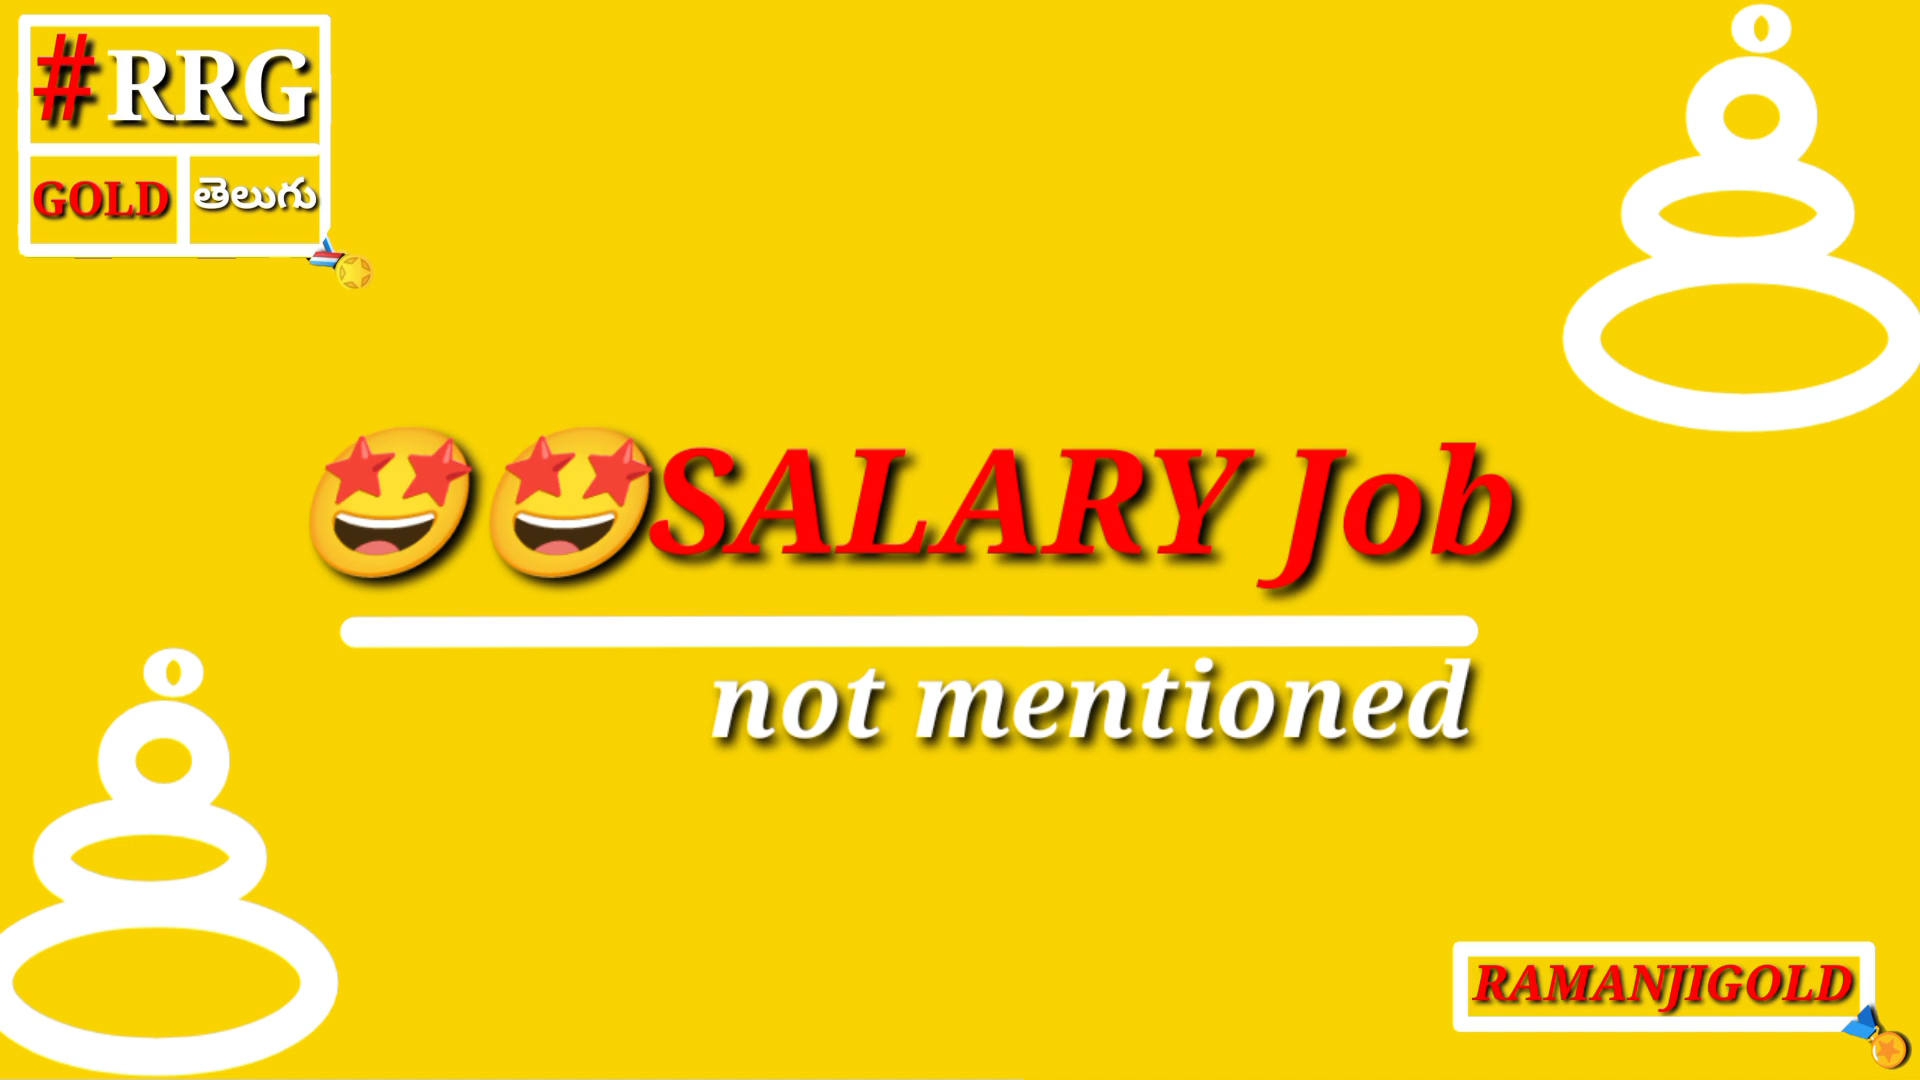 #RRG
GOLD తెలుగు
🤩🤩SALARY Job
not mentioned
RAMANJIGOLD